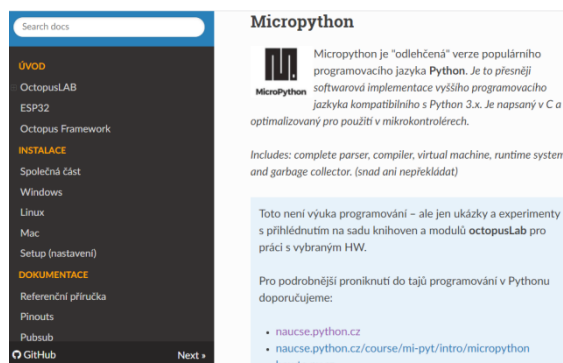 Search docs
ÚVOD
OctopusLAB
ESP32
Octopus Framework
INSTALACE
Společná část
Windows
Linux
Mac
Setup (nastavení)
DOKUMENTACE
Referenční příručka
Pinouts
Pubsub
GitHub
Next »
Micropython
MicroPython
Micropython je "odlehčená" verze populárního
programovacího jazyka Python. Je to přesněji
softwarová implementace vyššího programovacího
jazkyka kompatibilního s Python 3.x. Je napsaný v C a
optimalizovaný pro použití v mikrokontrolérech.
Includes: complete parser, compiler, virtual machine, runtime system
and garbage collector. (snad ani nepřekládat)
Toto není výuka programování – ale jen ukázky a experimenty
s přihlédnutím na sadu knihoven a modulů octopusLab pro
práci s vybraným HW.
Pro podrobnější proniknutí do tajů programování v Pythonu
doporučujeme:
naucse.python.cz
naucse.python.cz/course/mi-pyt/intro/micropython